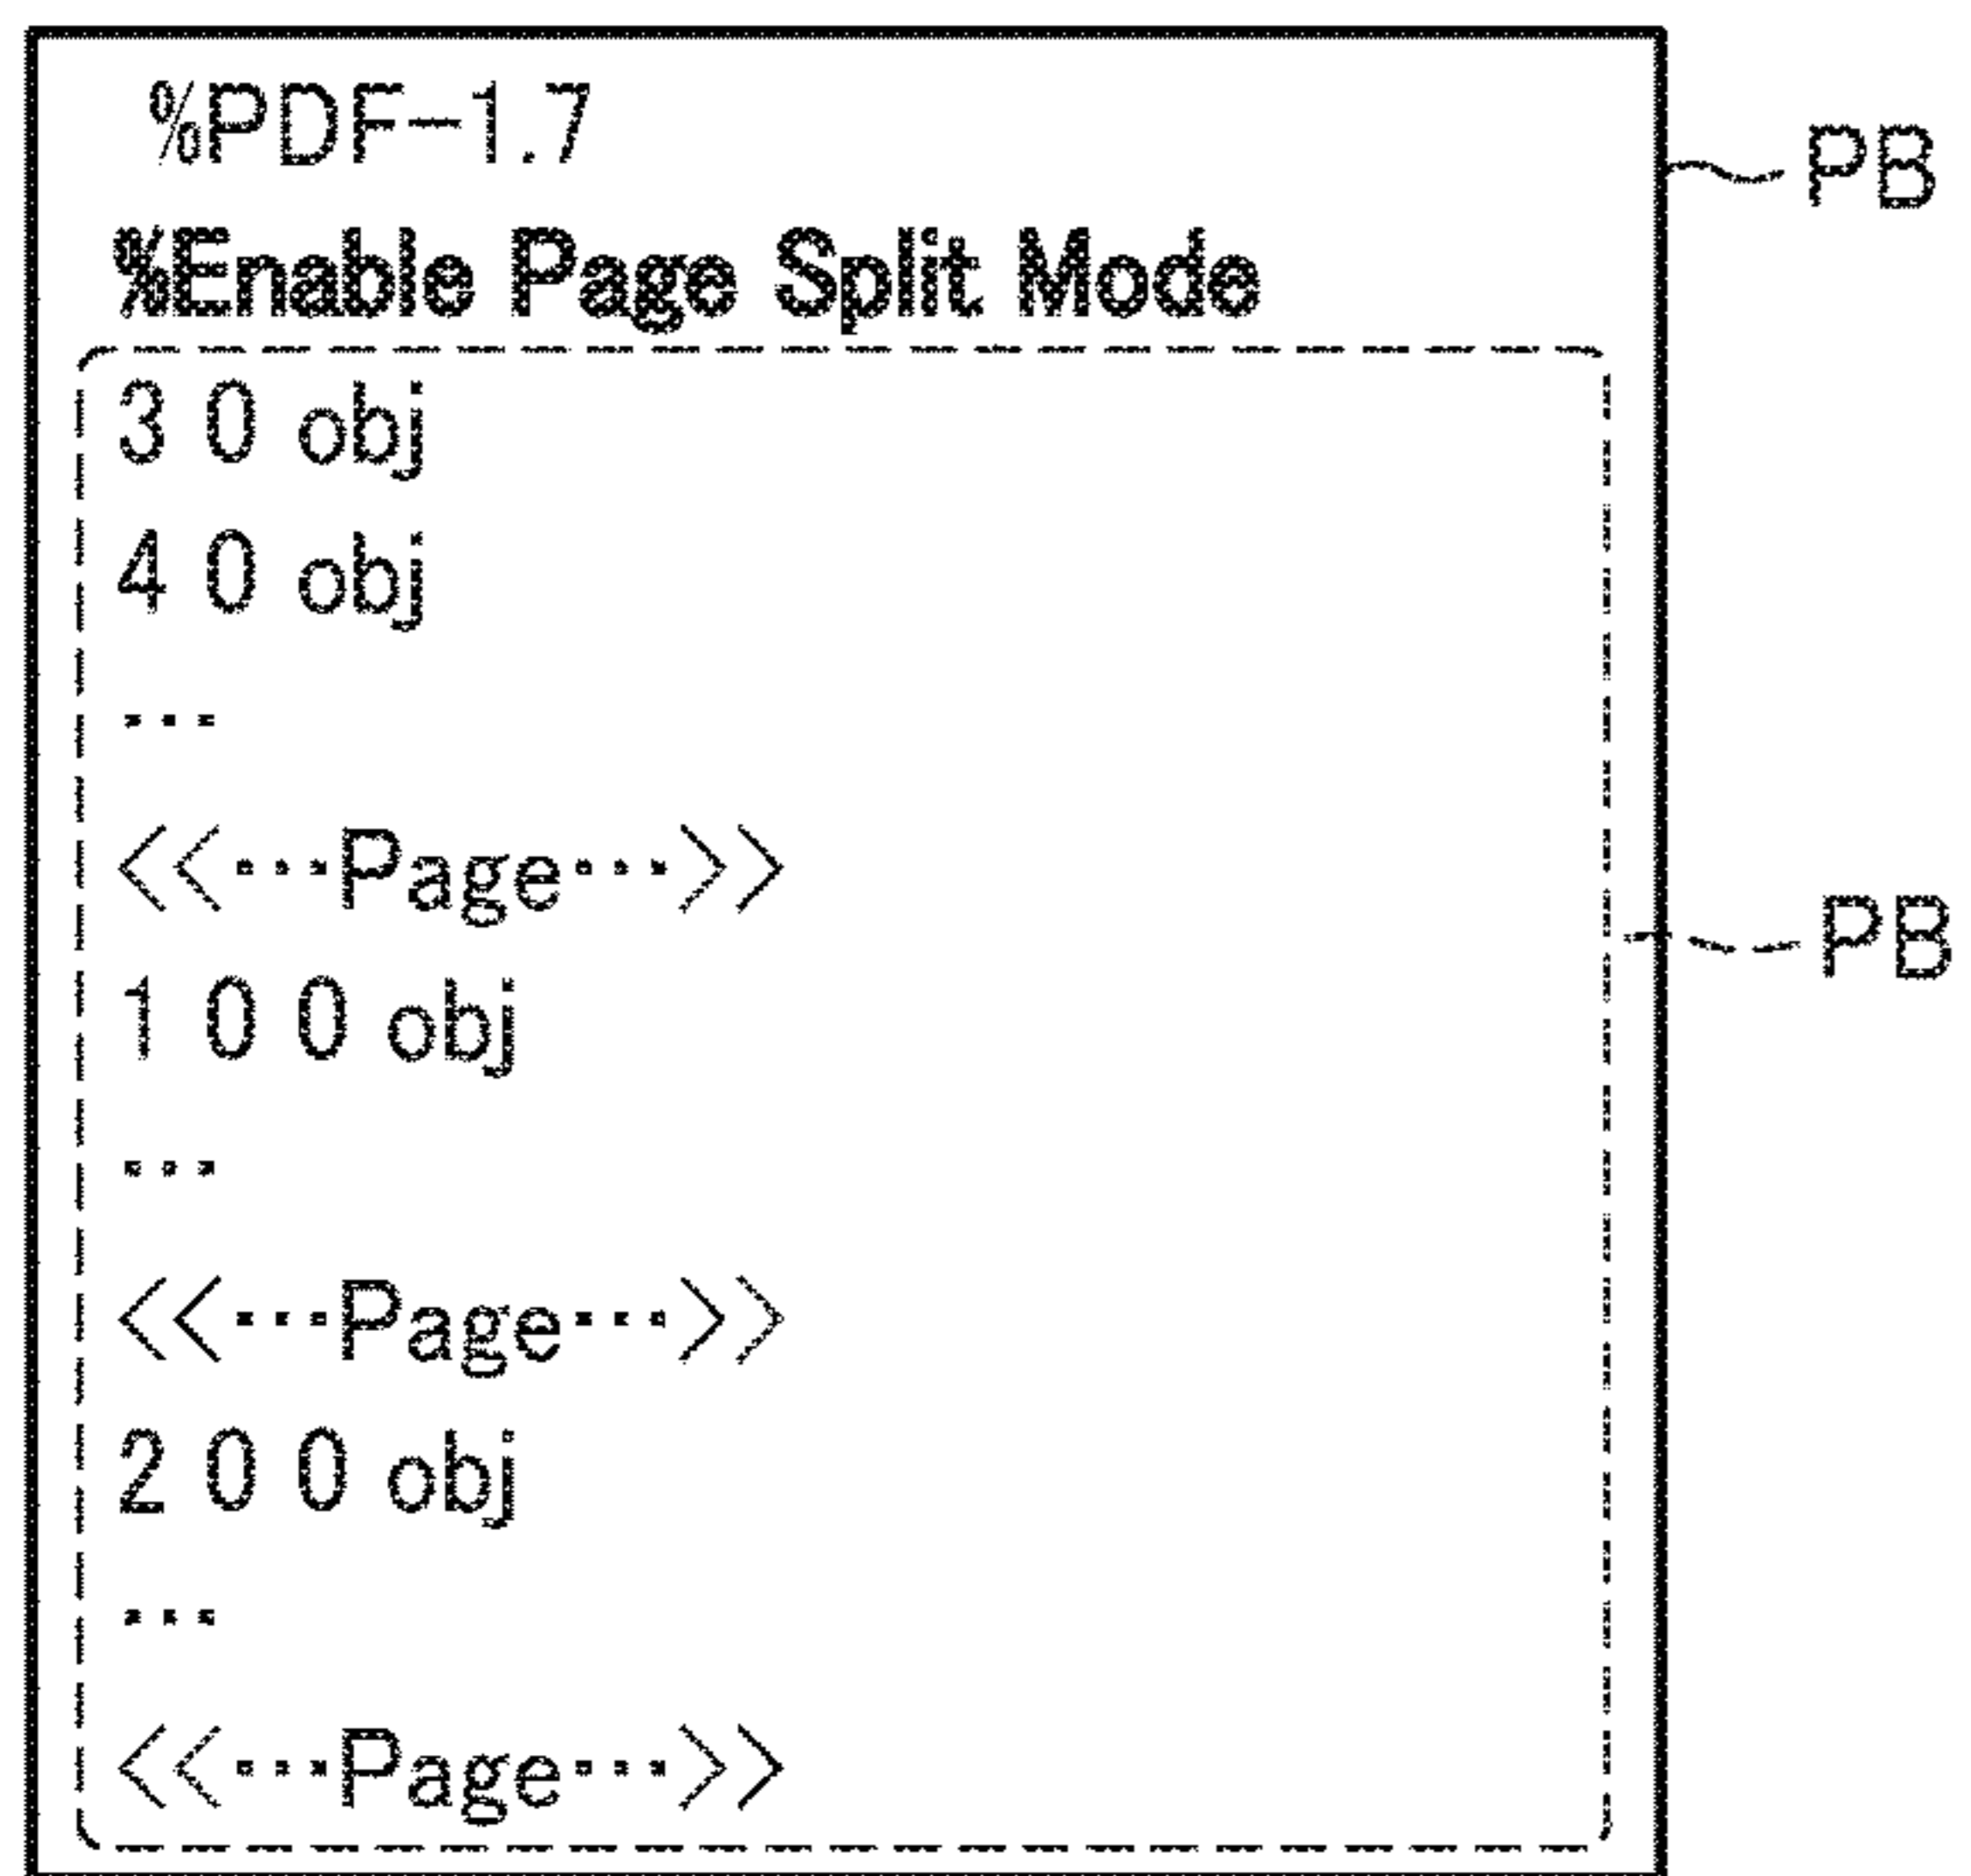 %PDF-1.7
PB
%Enable Page Split Mode
3 0 obj
4 0 obj
...
<<...Page...>>
PB
1 0 0 obj
...
<<...Page...>>
2 0 0 obj
...
<<...Page...>>